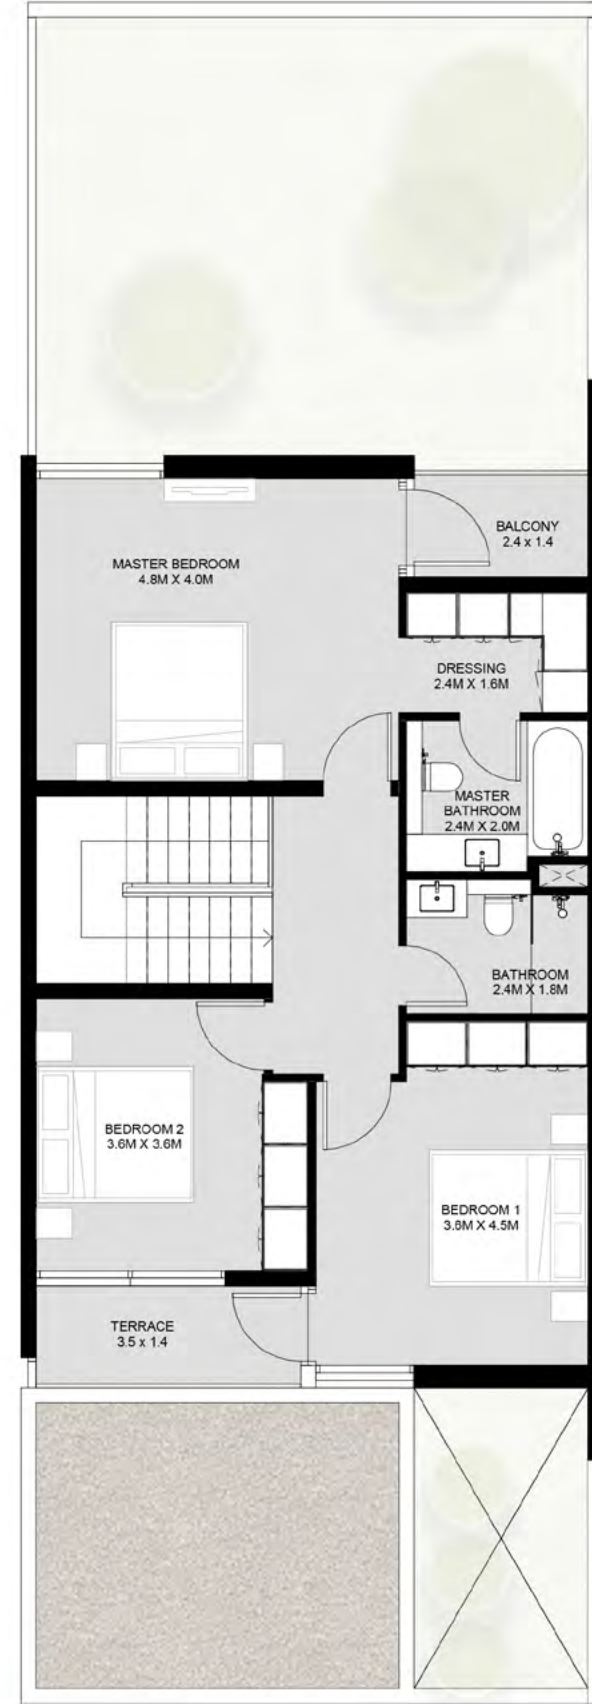 BALCONY
2.4 x 1.4
MASTER BEDROOM
4.8M X 4.0M
DRESSING
2.4M X 1.6M
MASTER
BATHROOM
2.4M X 2.0M
BATHROOM
2.4M X 1.8M
BEDROOM 2
3.6M X 3.6M
BEDROOM 1
3.6M X 4.5M
TERRACE
3.5 x 1.4